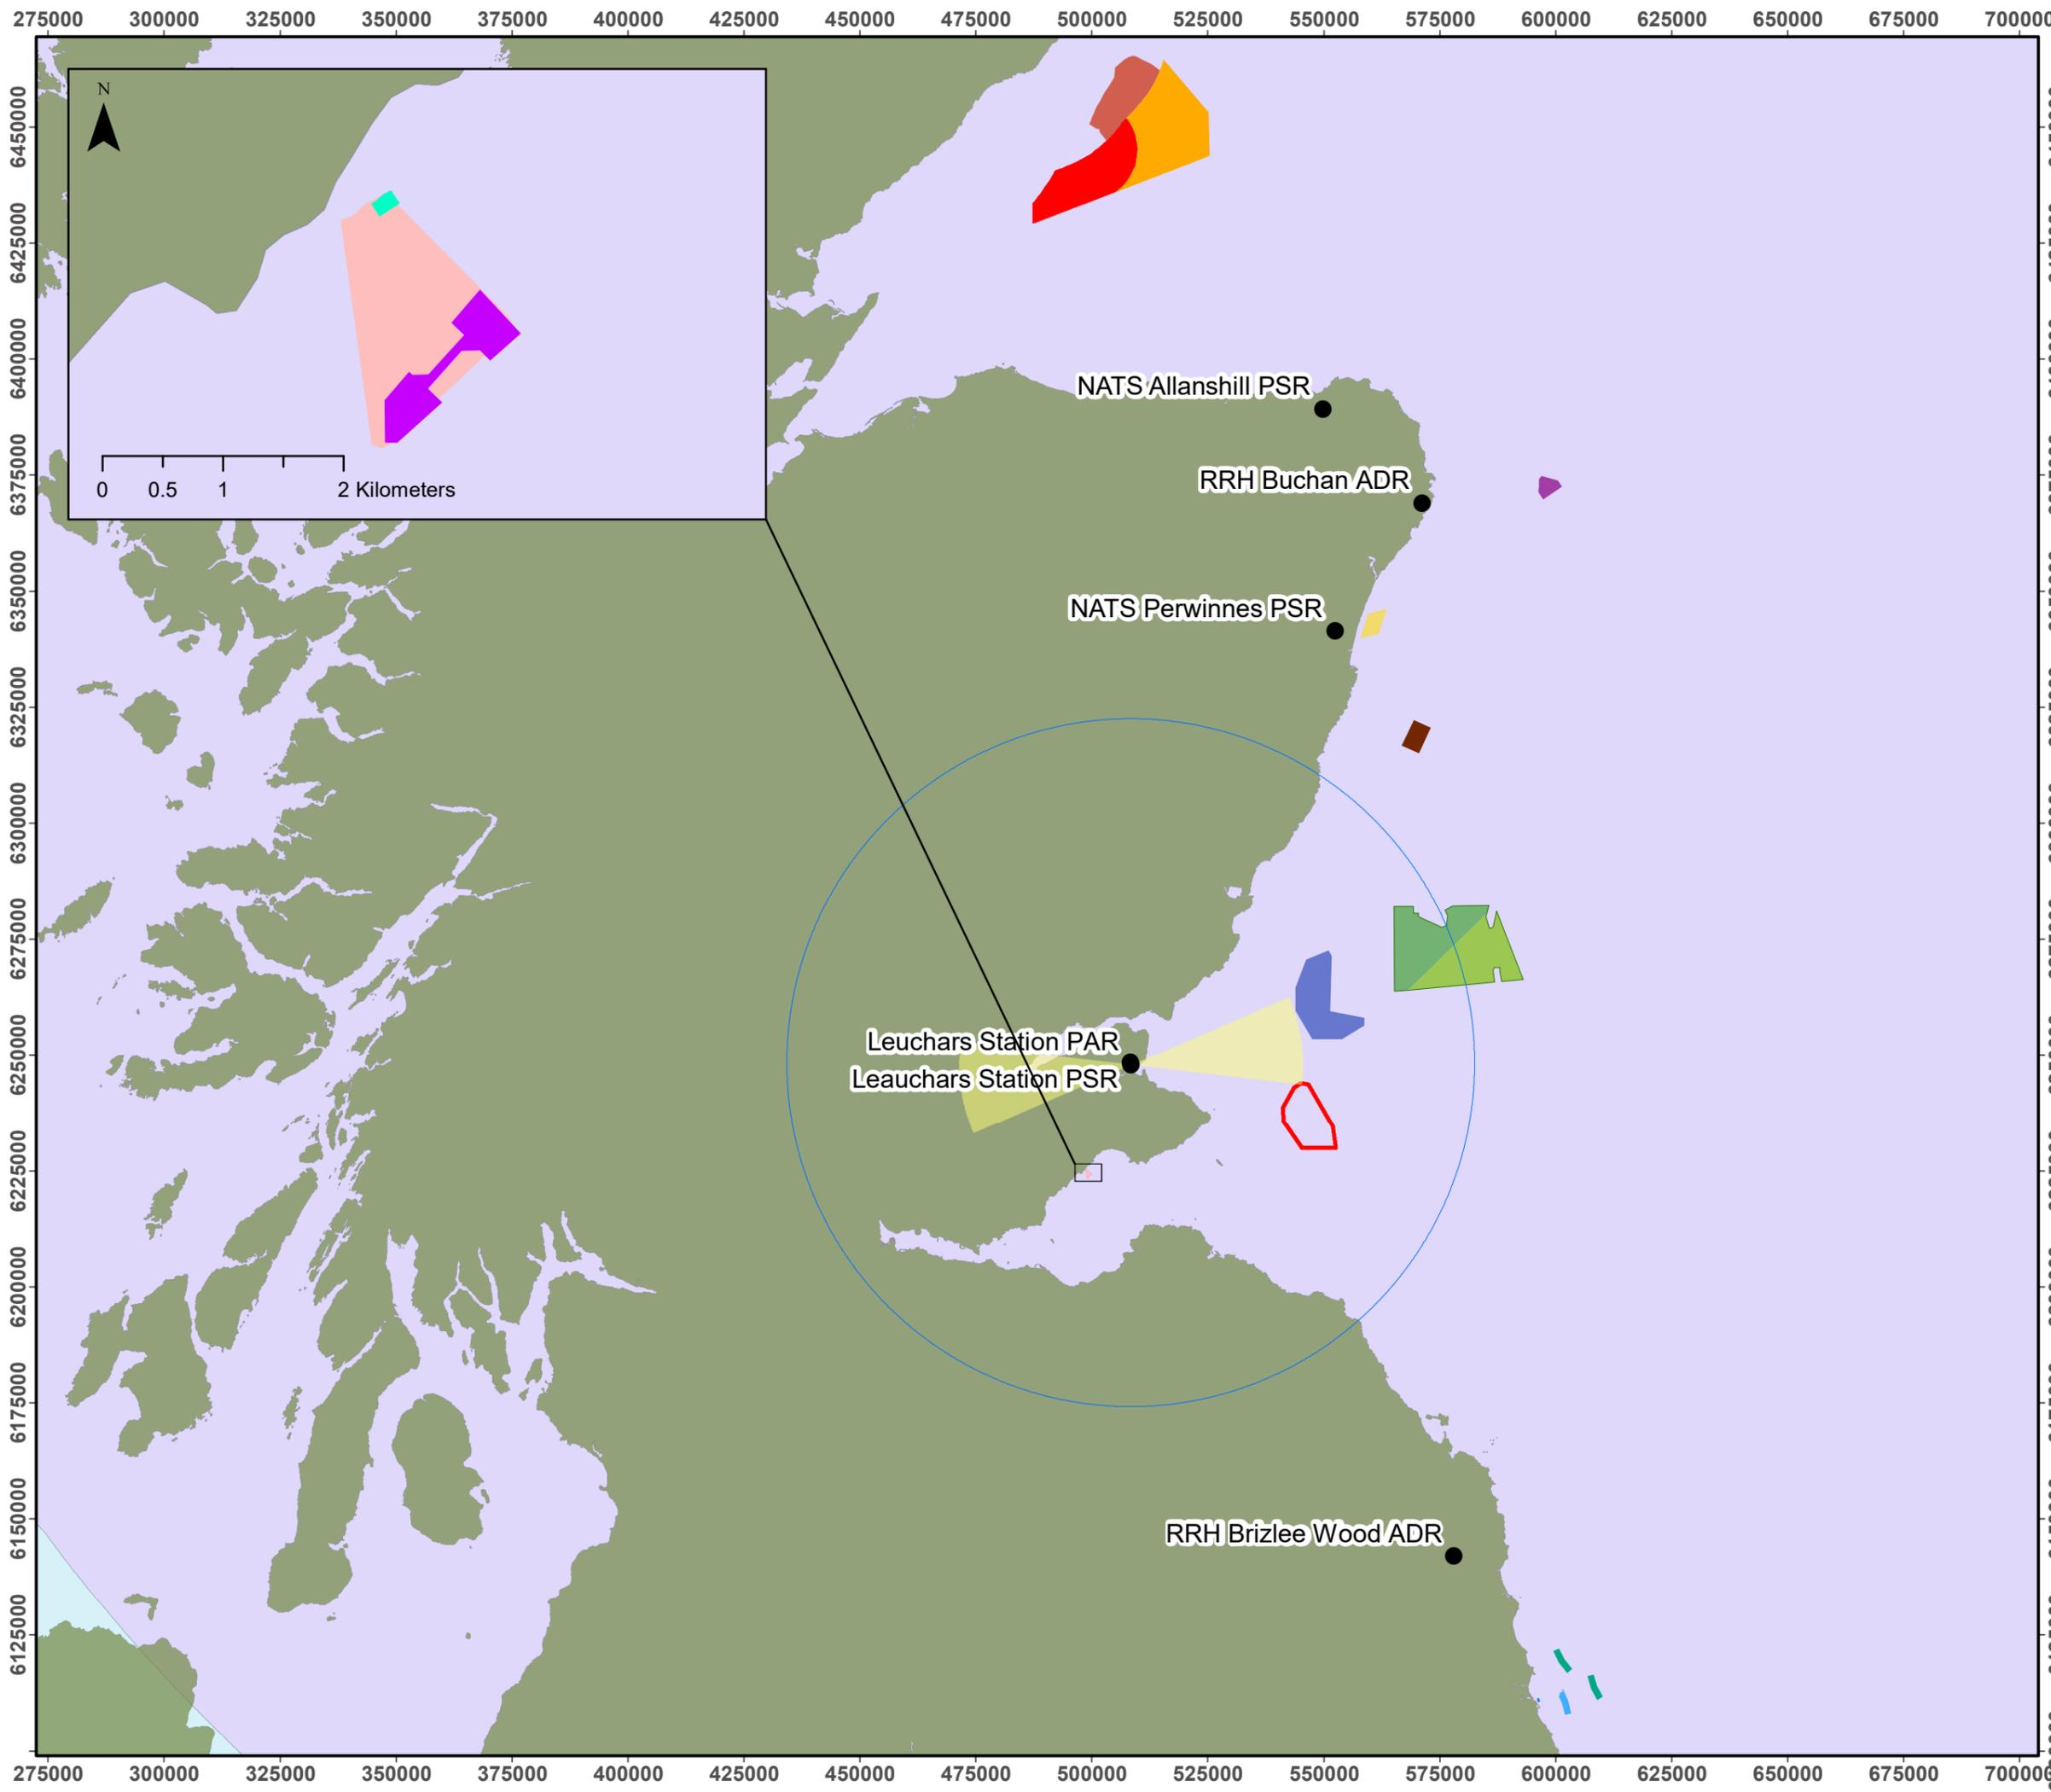 275000 300000 325000 350000 375000 400000 425000 450000 475000 500000 525000 550000 575000 600000 625000 650000 675000
N
0 0.5 1 2 Kilometers
6450000
6425000
6400000
6375000
6350000
6325000
6300000
6275000
6250000
6225000
6200000
6175000
6150000
6125000
NATS Allanshill PSR
RRH Buchan ADR
NATS Perwinnes PSR
Leuchars Station PAR
Leauchars Station PSR
RRH Brizlee Wood ADR
275000 300000 325000 350000 375000 400000 425000 450000 475000 500000 525000 550000 575000 600000 625000 650000 675000